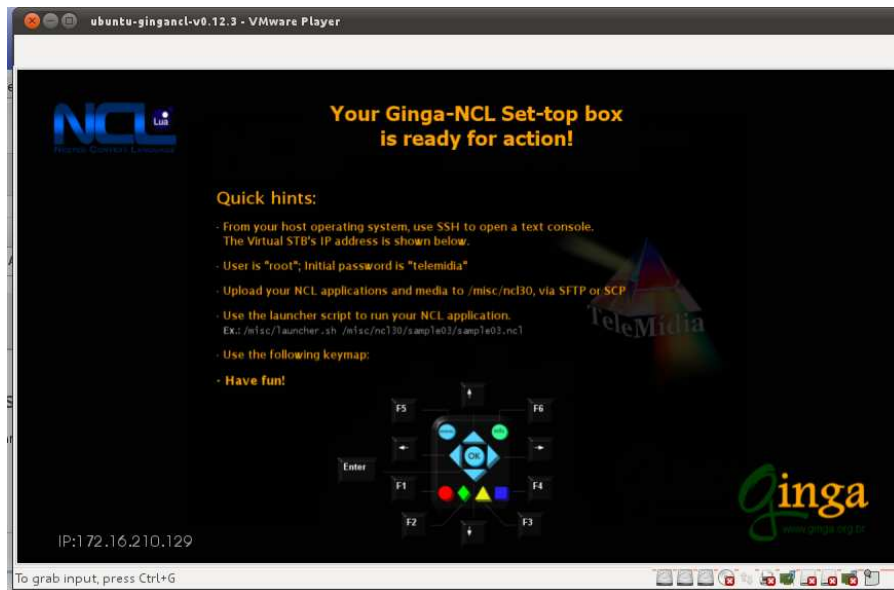 ubuntu-gingancl-v0.12.3 - VMware Player
NCL
Lua
Nested Context Language
Your Ginga-NCL Set-top box
is ready for action!
Quick hints:
- From your host operating system, use SSH to open a text console.
The Virtual STB's IP address is shown below.
- User is "root"; Initial password is "telemidia"
- Upload your NCL applications and media to /misc/ncl30, via SFTP or SCP
- Use the launcher script to run your NCL application.
Ex.: /misc/launcher.sh /misc/ncl30/sample03/sample03.ncl
- Use the following keymap:
- Have fun!
TeleMídia
F5
F6
OK
Enter
F1
F4
F2
F3
ginga
www.ginga.org.br
IP:172.16.210.129
To grab input, press Ctrl+G